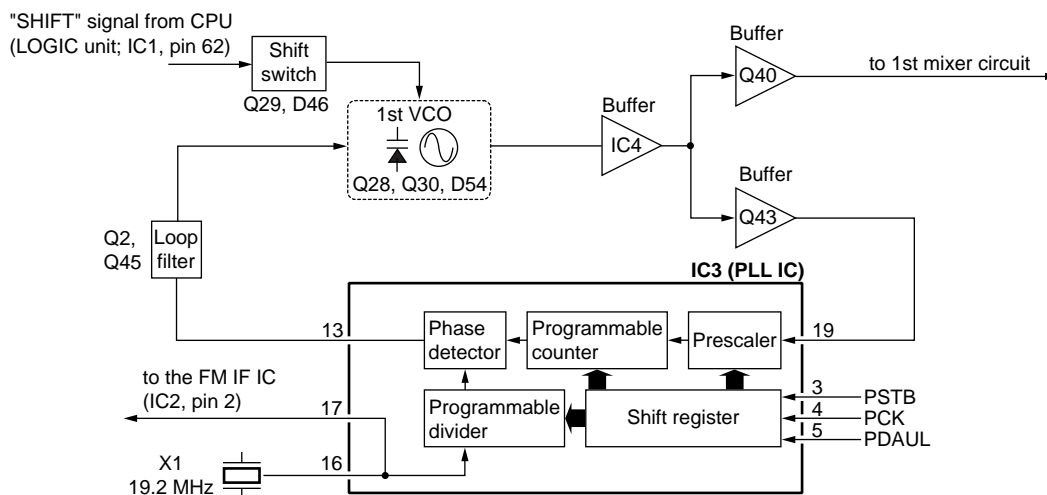 "SHIFT" signal from CPU
(LOGIC unit; IC1, pin 62)
Shift
switch
Q29, D46
1st VCO
Q28, Q30, D54
Buffer
IC4
Buffer
Q40
to 1st mixer circuit
Buffer
Q43
Q2,
Q45
Loop
filter
IC3 (PLL IC)
13
Phase
detector
Programmable
counter
Prescaler
19
to the FM IF IC
(IC2, pin 2)
17
Programmable
divider
Shift register
3
PSTB
4
PCK
5
PDAUL
X1
19.2 MHz
16